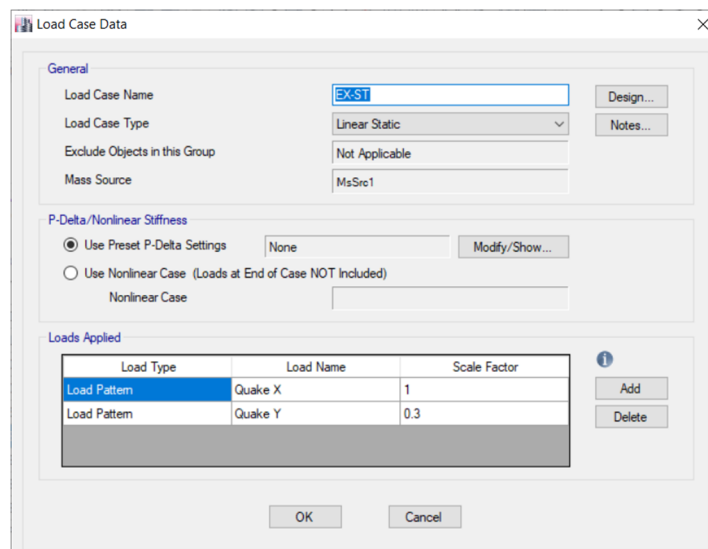 Load Case Data
General
Load Case Name EX-ST Design...
Load Case Type Linear Static Notes...
Exclude Objects in this Group Not Applicable
Mass Source MsSrc1
P-Delta/Nonlinear Stiffness
Use Preset P-Delta Settings None Modify/Show...
Use Nonlinear Case (Loads at End of Case NOT Included)
Nonlinear Case
Loads Applied
Load Type Load Name Scale Factor
Load Pattern Quake X 1 Add
Load Pattern Quake Y 0.3 Delete
OK Cancel